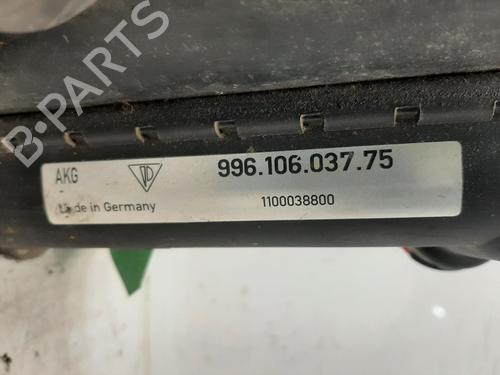 B-PARTS
AKG
996.106.037.75
Made in Germany
1100038800